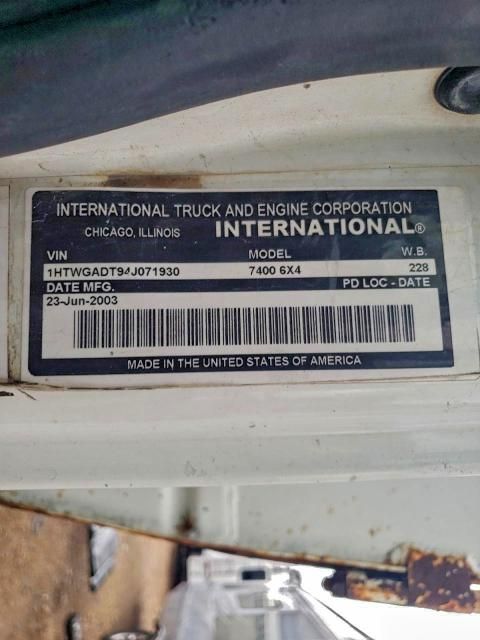 INTERNATIONAL TRUCK AND ENGINE CORPORATION
CHICAGO, ILLINOIS INTERNATIONAL®
VIN MODEL W.B.
1HTWGADT94J071930 7400 6X4 228
DATE MFG. PD LOC - DATE
23-Jun-2003
MADE IN THE UNITED STATES OF AMERICA